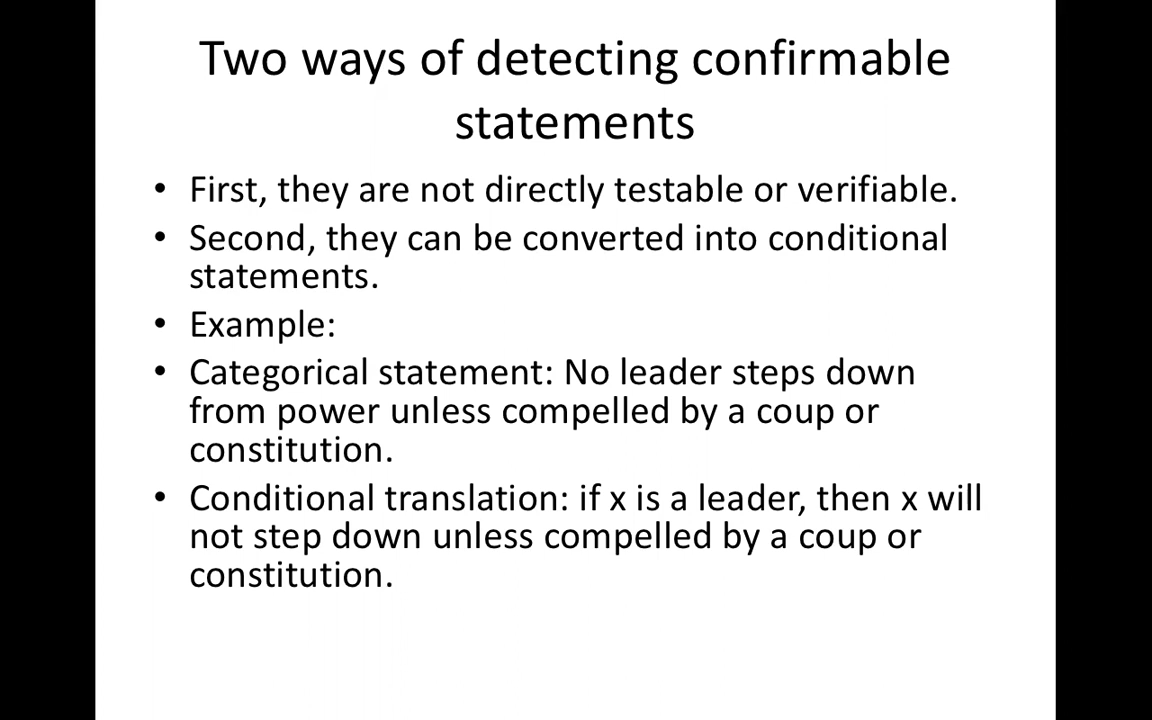 Two ways of detecting confirmable
statements
• First, they are not directly testable or verifiable.
• Second, they can be converted into conditional
statements.
• Example:
• Categorical statement: No leader steps down
from power unless compelled by a coup or
constitution.
• Conditional translation: if x is a leader, then x will
not step down unless compelled by a coup or
constitution.